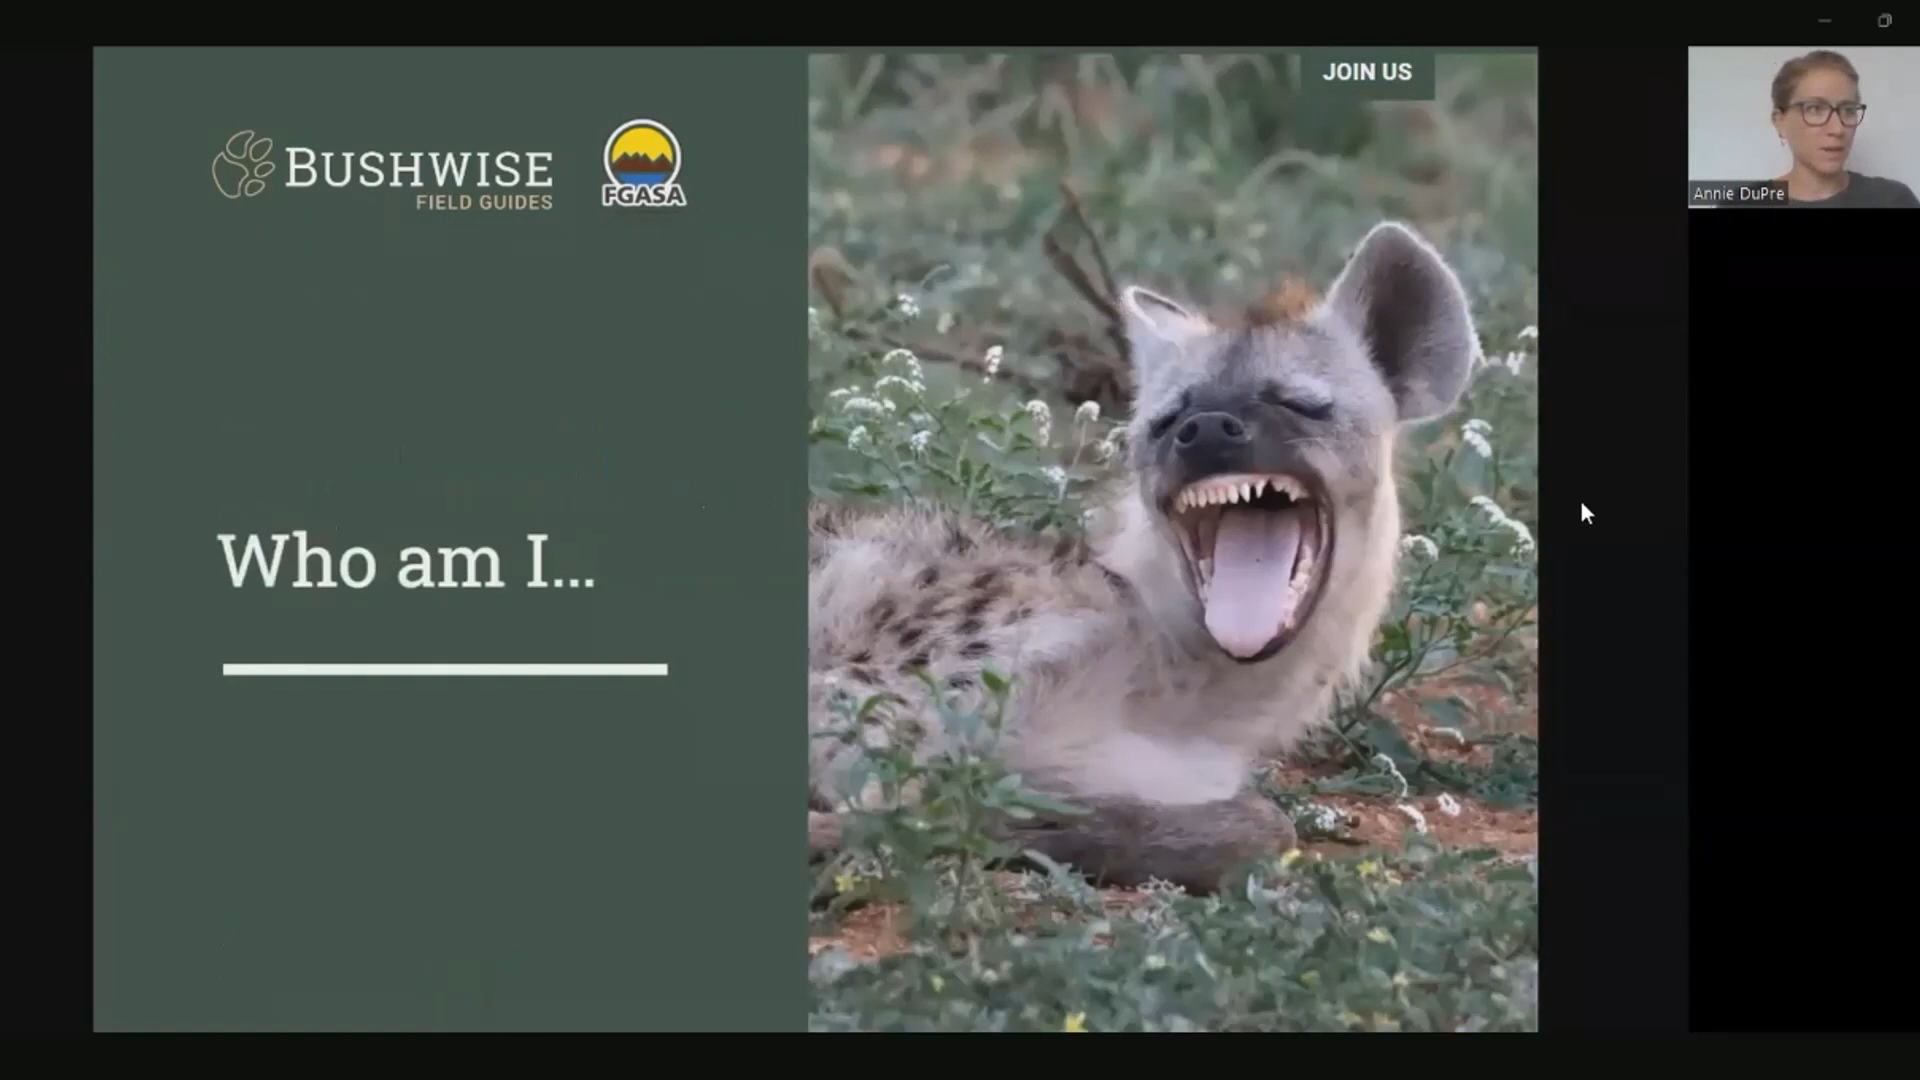 JOIN US
BUSHWISE
FIELD GUIDES
FGASA
Who am I...
Annie DuPre